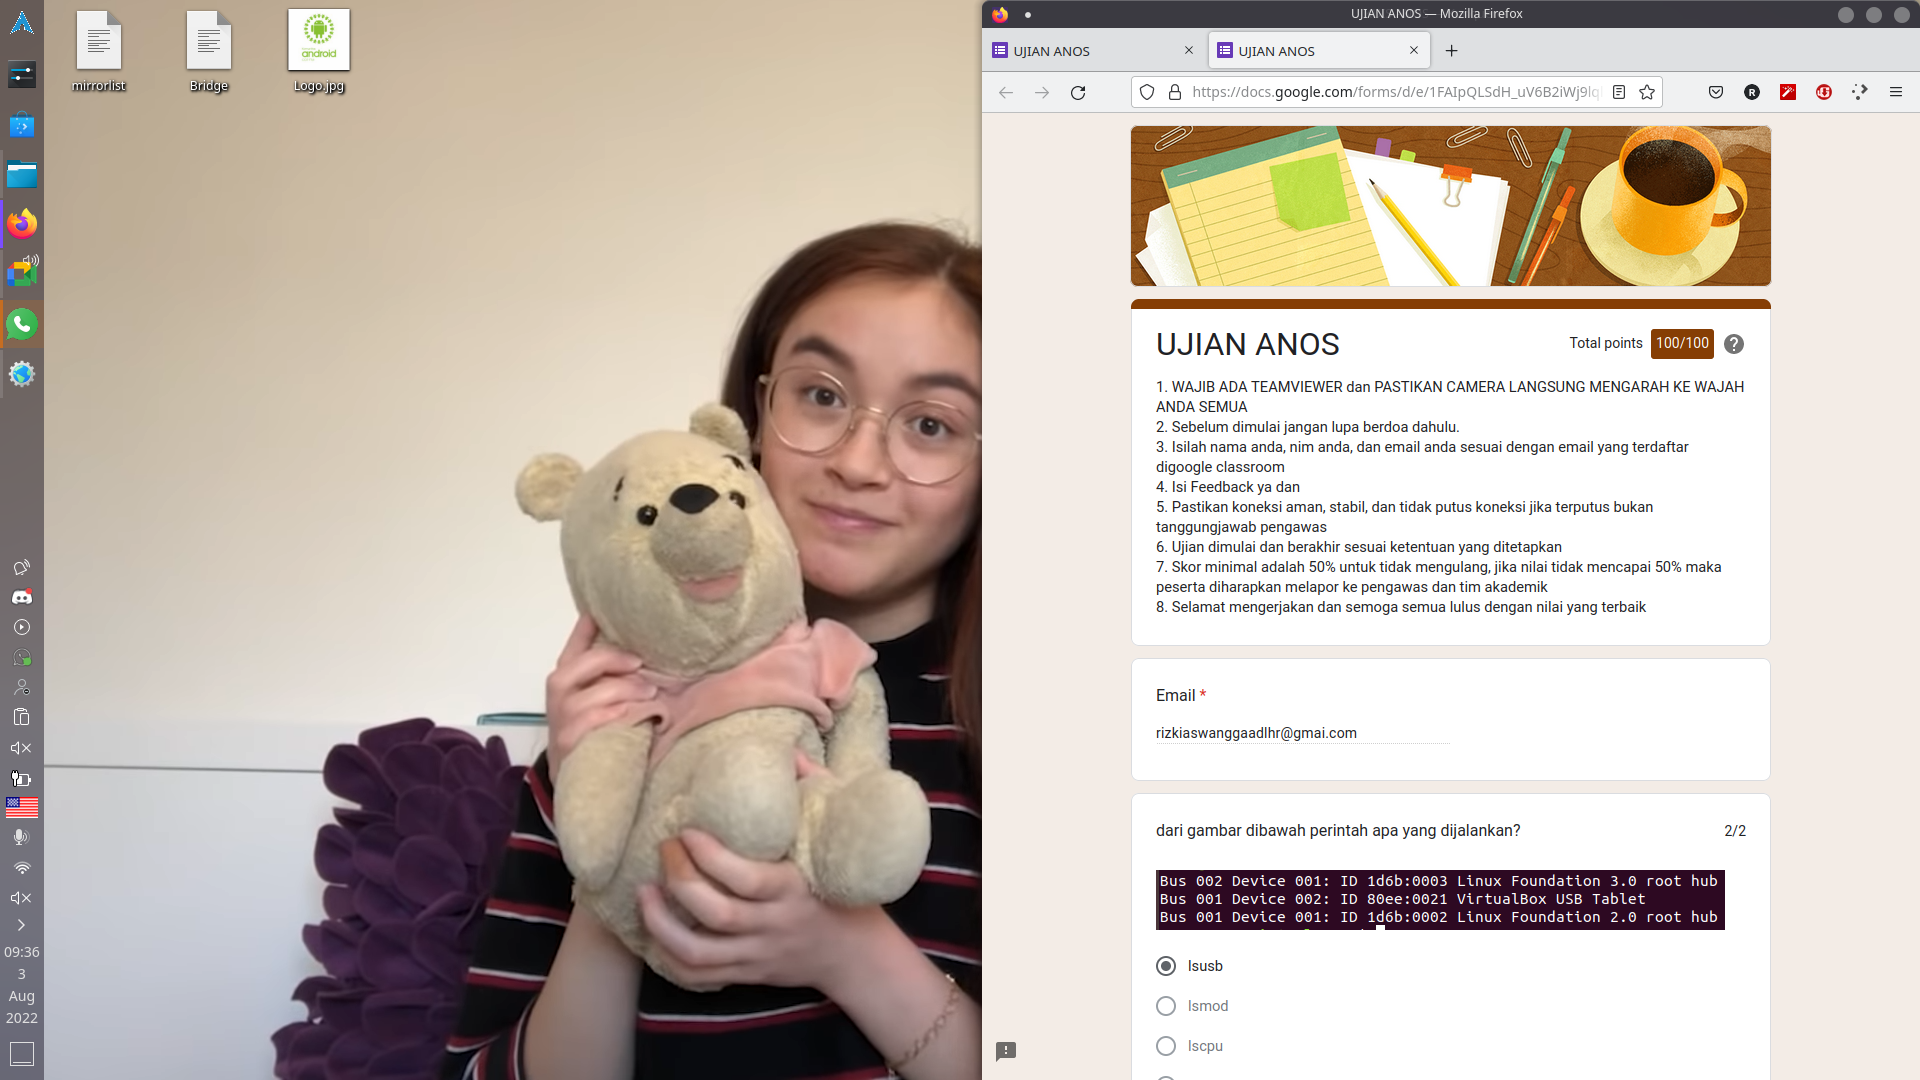 mirrorlist
Bridge
android
Logo.jpg
09:36
3
Aug
2022
UJIAN ANOS — Mozilla Firefox
UJIAN ANOS
UJIAN ANOS
https://docs.google.com/forms/d/e/1FAIpQLSdH_uV6B2iWj9lq
UJIAN ANOS
Total points 100/100
1. WAJIB ADA TEAMVIEWER dan PASTIKAN CAMERA LANGSUNG MENGARAH KE WAJAH
ANDA SEMUA
2. Sebelum dimulai jangan lupa berdoa dahulu.
3. Isilah nama anda, nim anda, dan email anda sesuai dengan email yang terdaftar
digoogle classroom
4. Isi Feedback ya dan
5. Pastikan koneksi aman, stabil, dan tidak putus koneksi jika terputus bukan
tanggungjawab pengawas
6. Ujian dimulai dan berakhir sesuai ketentuan yang ditetapkan
7. Skor minimal adalah 50% untuk tidak mengulang, jika nilai tidak mencapai 50% maka
peserta diharapkan melapor ke pengawas dan tim akademik
8. Selamat mengerjakan dan semoga semua lulus dengan nilai yang terbaik
Email *
rizkiaswanggaadlhr@gmai.com
dari gambar dibawah perintah apa yang dijalankan? 2/2
Bus 002 Device 001: ID 1d6b:0003 Linux Foundation 3.0 root hub
Bus 001 Device 002: ID 80ee:0021 VirtualBox USB Tablet
Bus 001 Device 001: ID 1d6b:0002 Linux Foundation 2.0 root hub
lsusb
lsmod
lscpu